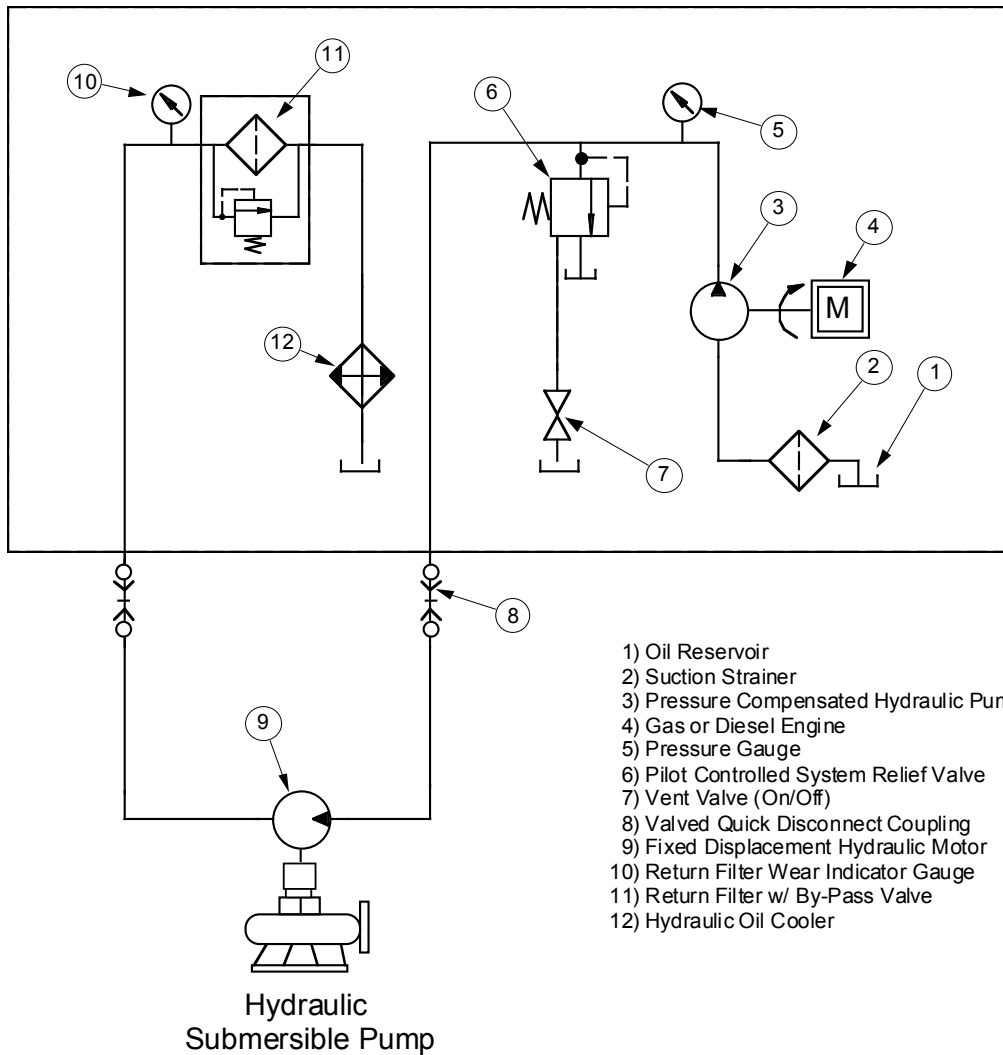 10
11
6
5
3
4
12
2
1
7
8
9
M
1) Oil Reservoir
2) Suction Strainer
3) Pressure Compensated Hydraulic Pum
4) Gas or Diesel Engine
5) Pressure Gauge
6) Pilot Controlled System Relief Valve
7) Vent Valve (On/Off)
8) Valved Quick Disconnect Coupling
9) Fixed Displacement Hydraulic Motor
10) Return Filter Wear Indicator Gauge
11) Return Filter w/ By-Pass Valve
12) Hydraulic Oil Cooler
Hydraulic
Submersible Pump